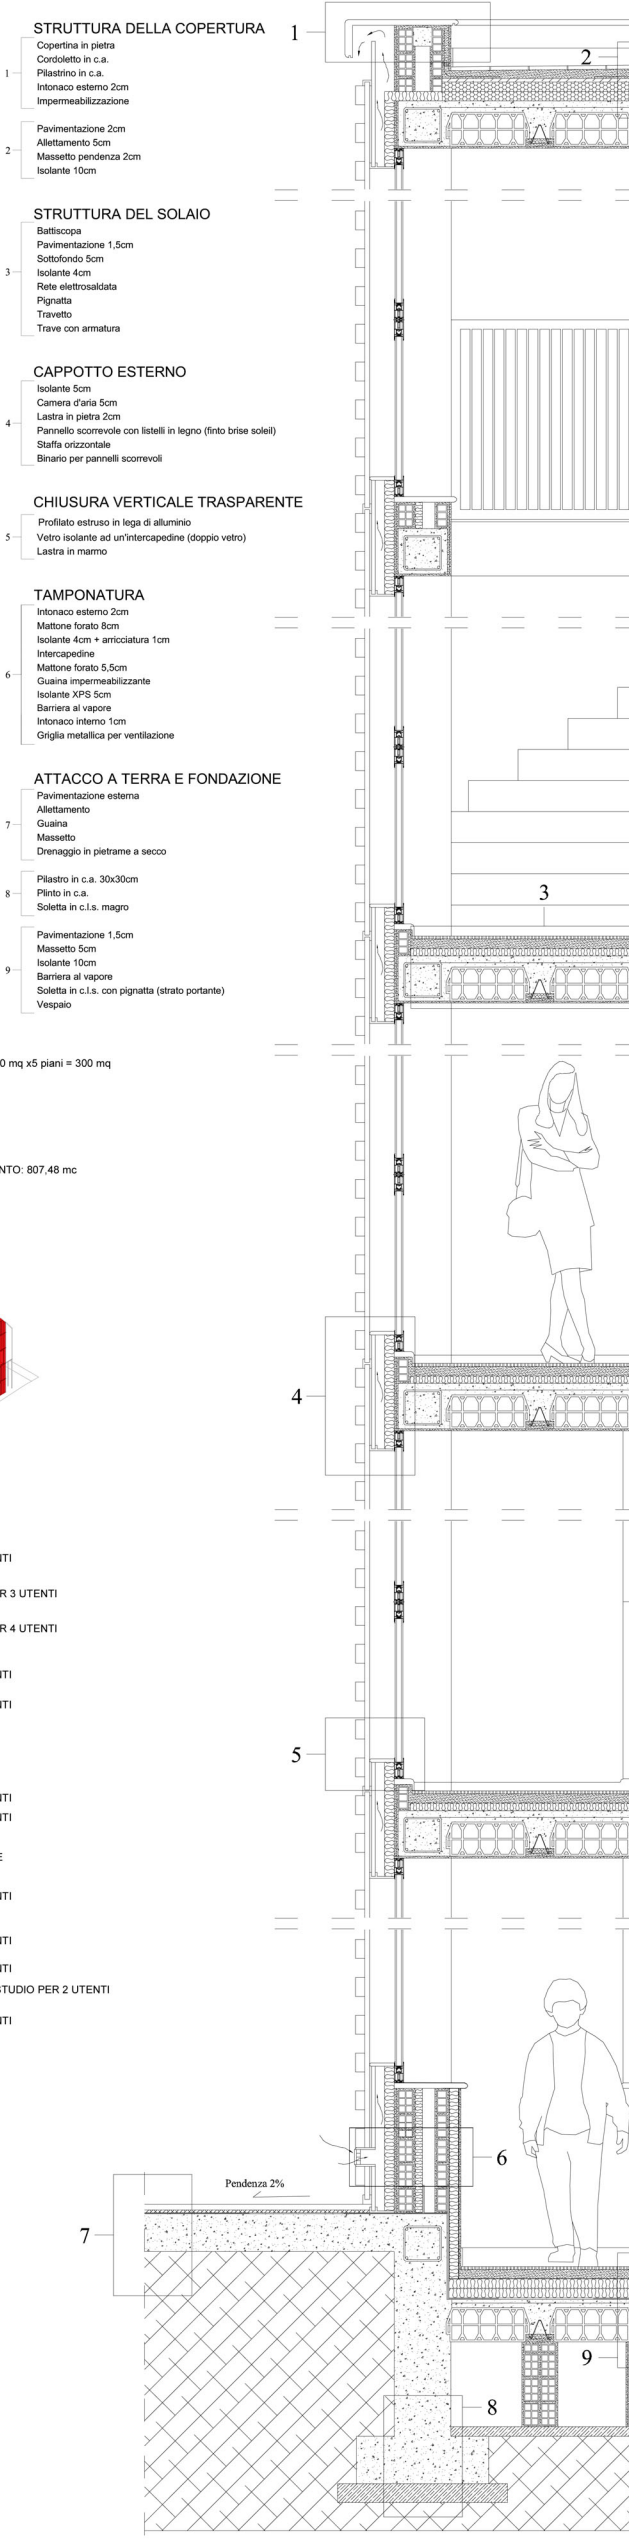 STRUTTURA DELLA COPERTURA
1
Copertina in pietra
Cordoletto in c.a.
Pilastrino in c.a.
Intonaco esterno 2cm
Impermeabilizzazione
2
Pavimentazione 2cm
Allettamento 5cm
Massetto pendenza 2cm
Isolante 10cm
STRUTTURA DEL SOLAIO
3
Battiscopa
Pavimentazione 1,5cm
Sottofondo 5cm
Isolante 4cm
Rete elettrosaldata
Pignatta
Travetto
Trave con armatura
CAPPOTTO ESTERNO
4
Isolante 5cm
Camera d'aria 5cm
Lastra in pietra 2cm
Pannello scorrevole con listelli in legno (finto brise soleil)
Staffa orizzontale
Binario per pannelli scorrevoli
CHIUSURA VERTICALE TRASPARENTE
5
Profilato estruso in lega di alluminio
Vetro isolante ad un'intercapedine (doppio vetro)
Lastra in marmo
TAMPONATURA
6
Intonaco esterno 2cm
Mattone forato 8cm
Isolante 4cm + arricciatura 1cm
Intercapedine
Mattone forato 5,5cm
Guaina impermeabilizzante
Isolante XPS 5cm
Barriera al vapore
Intonaco interno 1cm
Griglia metallica per ventilazione
ATTACCO A TERRA E FONDAZIONE
7
Pavimentazione esterna
Allettamento
Guaina
Massetto
Drenaggio in pietrame a secco
8
Pilastro in c.a. 30x30cm
Plinto in c.a.
Soletta in c.l.s. magro
9
Pavimentazione 1,5cm
Massetto 5cm
Isolante 10cm
Barriera al vapore
Soletta in c.l.s. con pignatta (strato portante)
Vespaio
0 mq x5 piani = 300 mq
NTO: 807,48 mc
NTI
R 3 UTENTI
R 4 UTENTI
NTI
NTI
NTI
NTI
E
NTI
NTI
NTI
STUDIO PER 2 UTENTI
NTI
1
2
3
4
5
6
Pendenza 2%
7
9
8